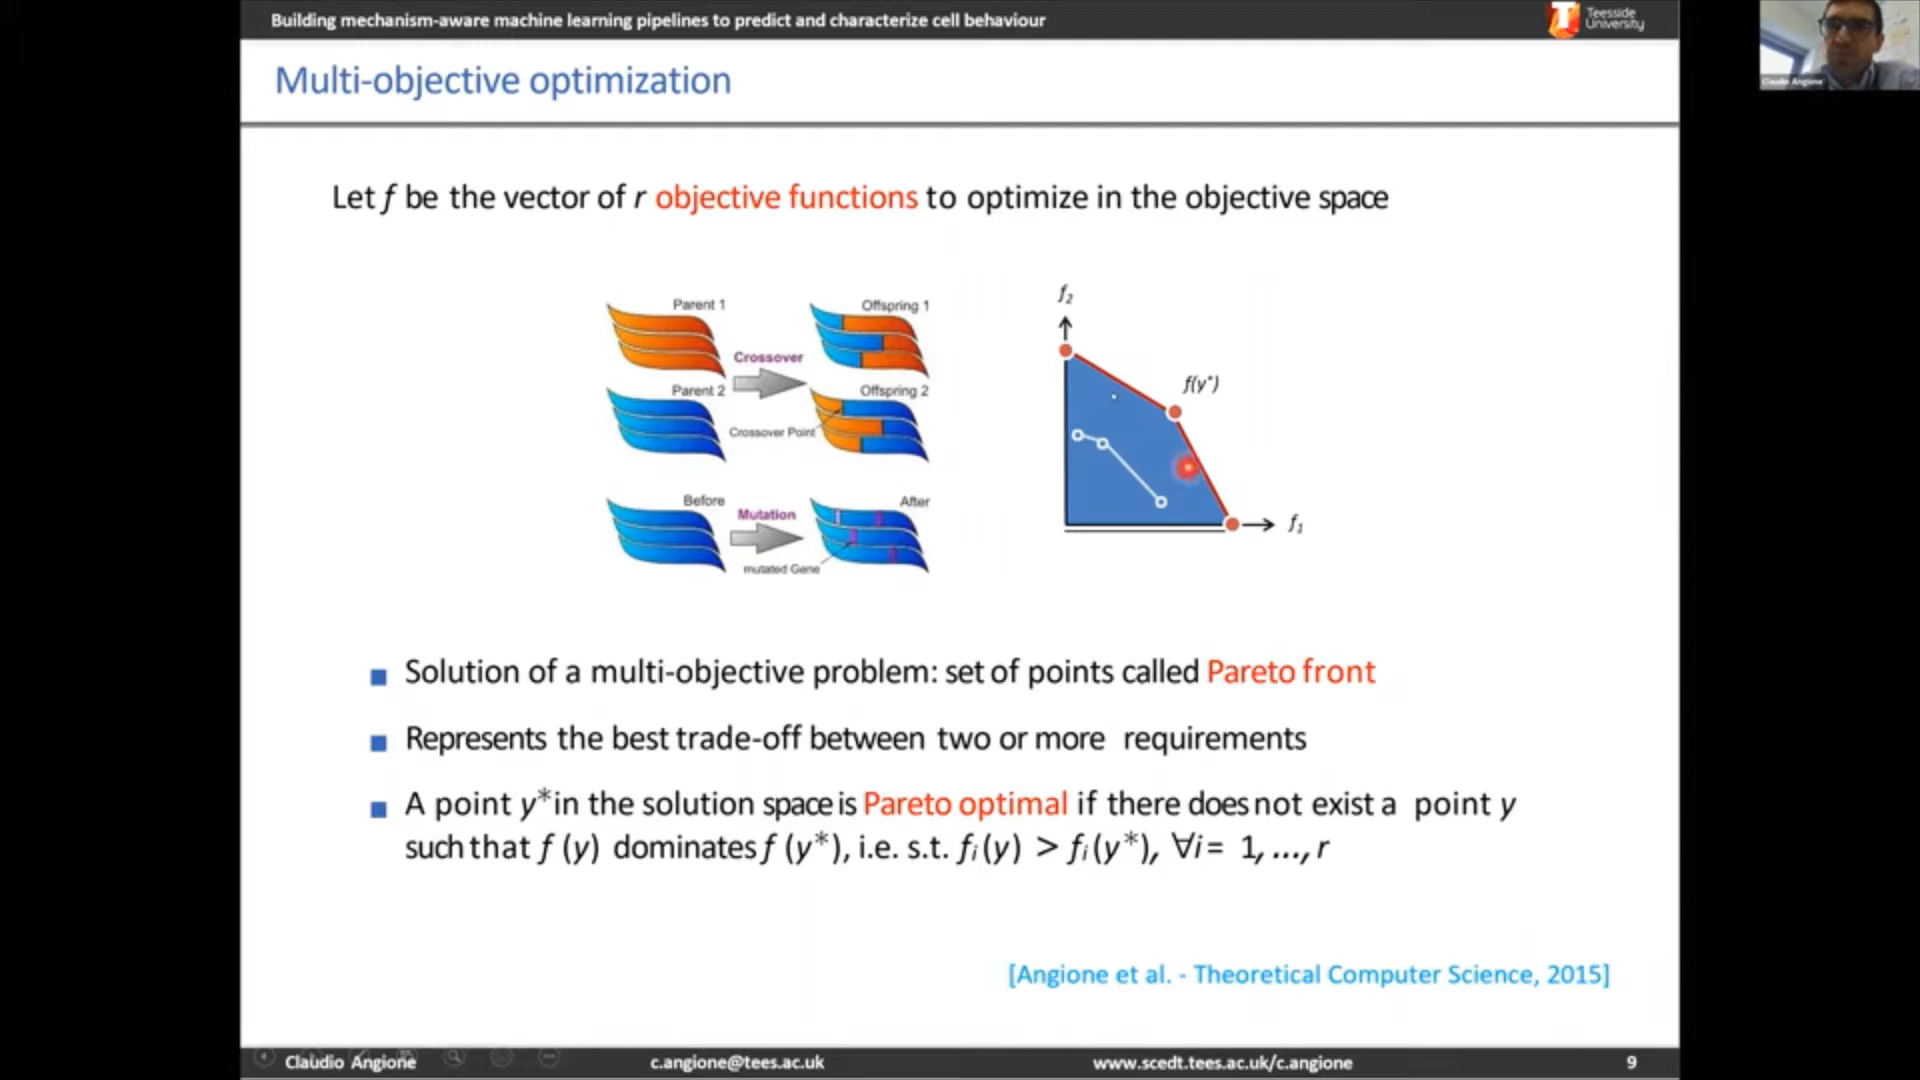 Building mechanism-aware machine learning pipelines to predict and characterize cell behaviour
Teesside
University
Claudio Angione
Multi-objective optimization
Let f be the vector of r objective functions to optimize in the objective space
Parent 1
Offspring 1
Crossover
Parent 2
Offspring 2
Crossover Point
Before
After
Mutation
mutated Gene
f₂
f(y*)
f₁
■ Solution of a multi-objective problem: set of points called Pareto front
■ Represents the best trade-off between two or more requirements
■ A point y* in the solution space is Pareto optimal if there does not exist a point y
such that f (y) dominates f (y*), i.e. s.t. fᵢ(y) > fᵢ(y*), ∀i = 1, ..., r
[Angione et al. - Theoretical Computer Science, 2015]
Claudio Angione
c.angione@tees.ac.uk
www.scedt.tees.ac.uk/c.angione
9